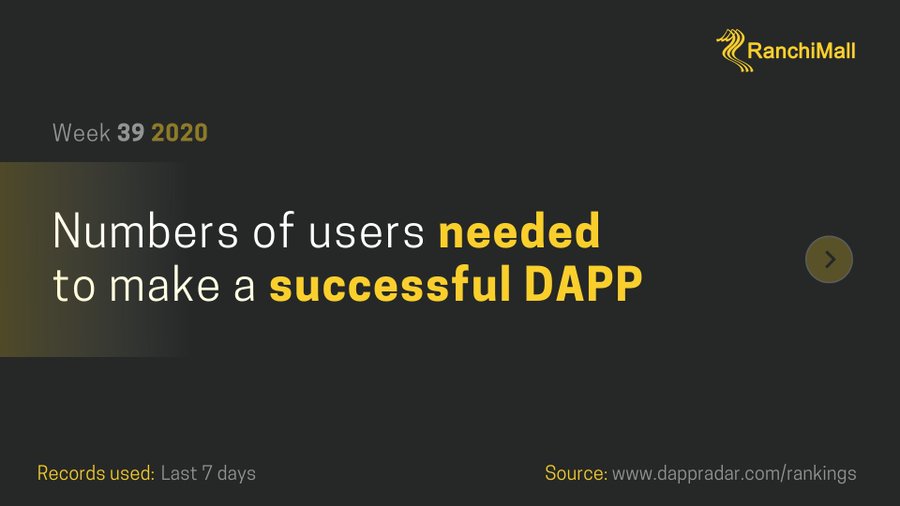 RanchiMall
Week 39 2020
Numbers of users needed
to make a successful DAPP
Records used: Last 7 days
Source: www.dappradar.com/rankings